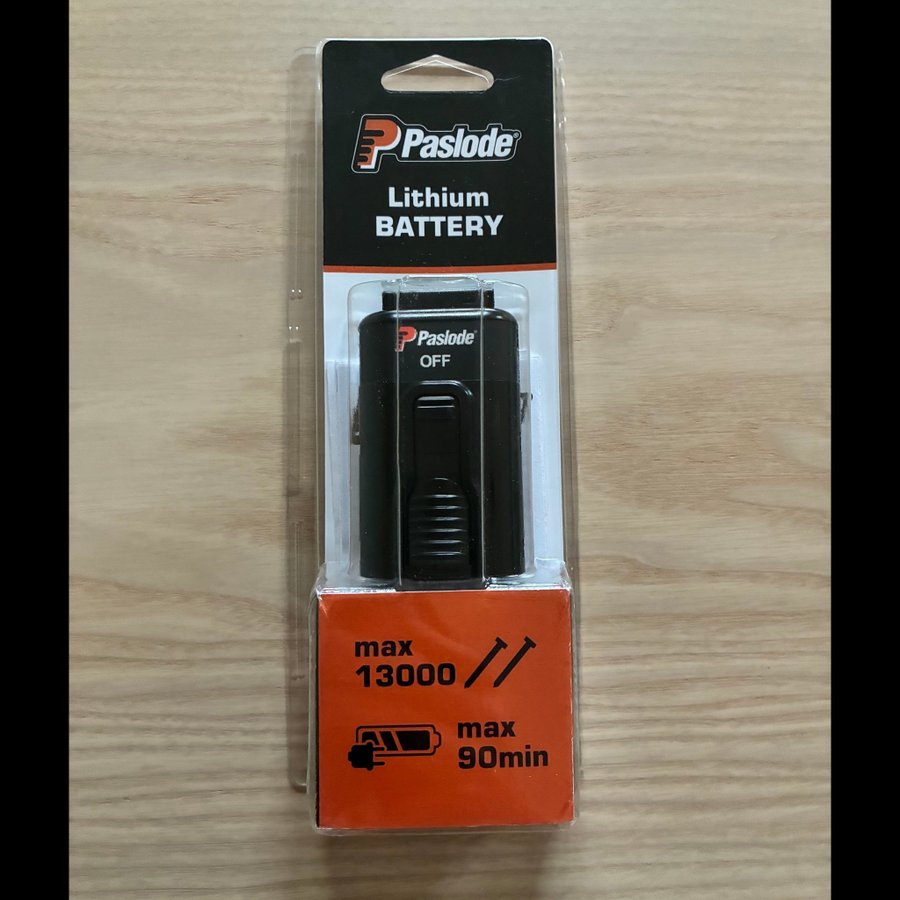 Paslode®
Lithium
BATTERY
Paslode®
OFF
max
13000
max
90min